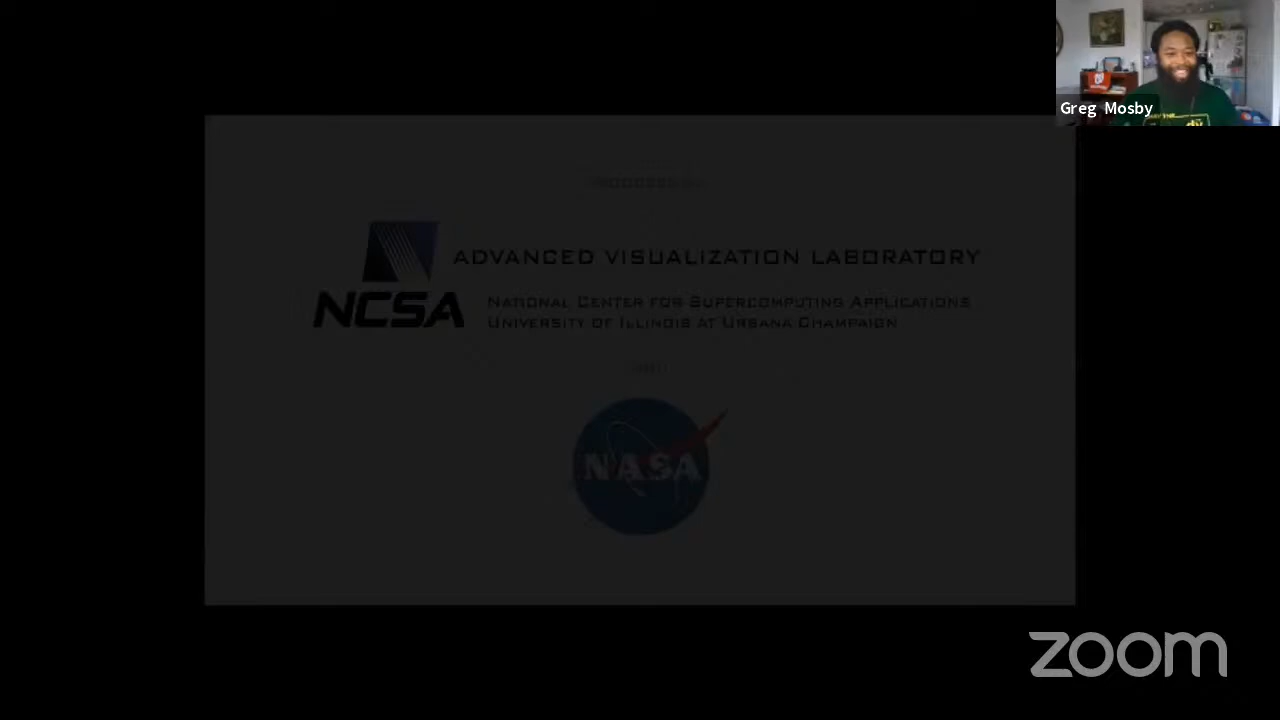 Greg Mosby
ADVANCED VISUALIZATION LABORATORY
NCSA
NATIONAL CENTER FOR SUPERCOMPUTING APPLICATIONS
UNIVERSITY OF ILLINOIS AT URBANA CHAMPAIGN
NASA
zoom